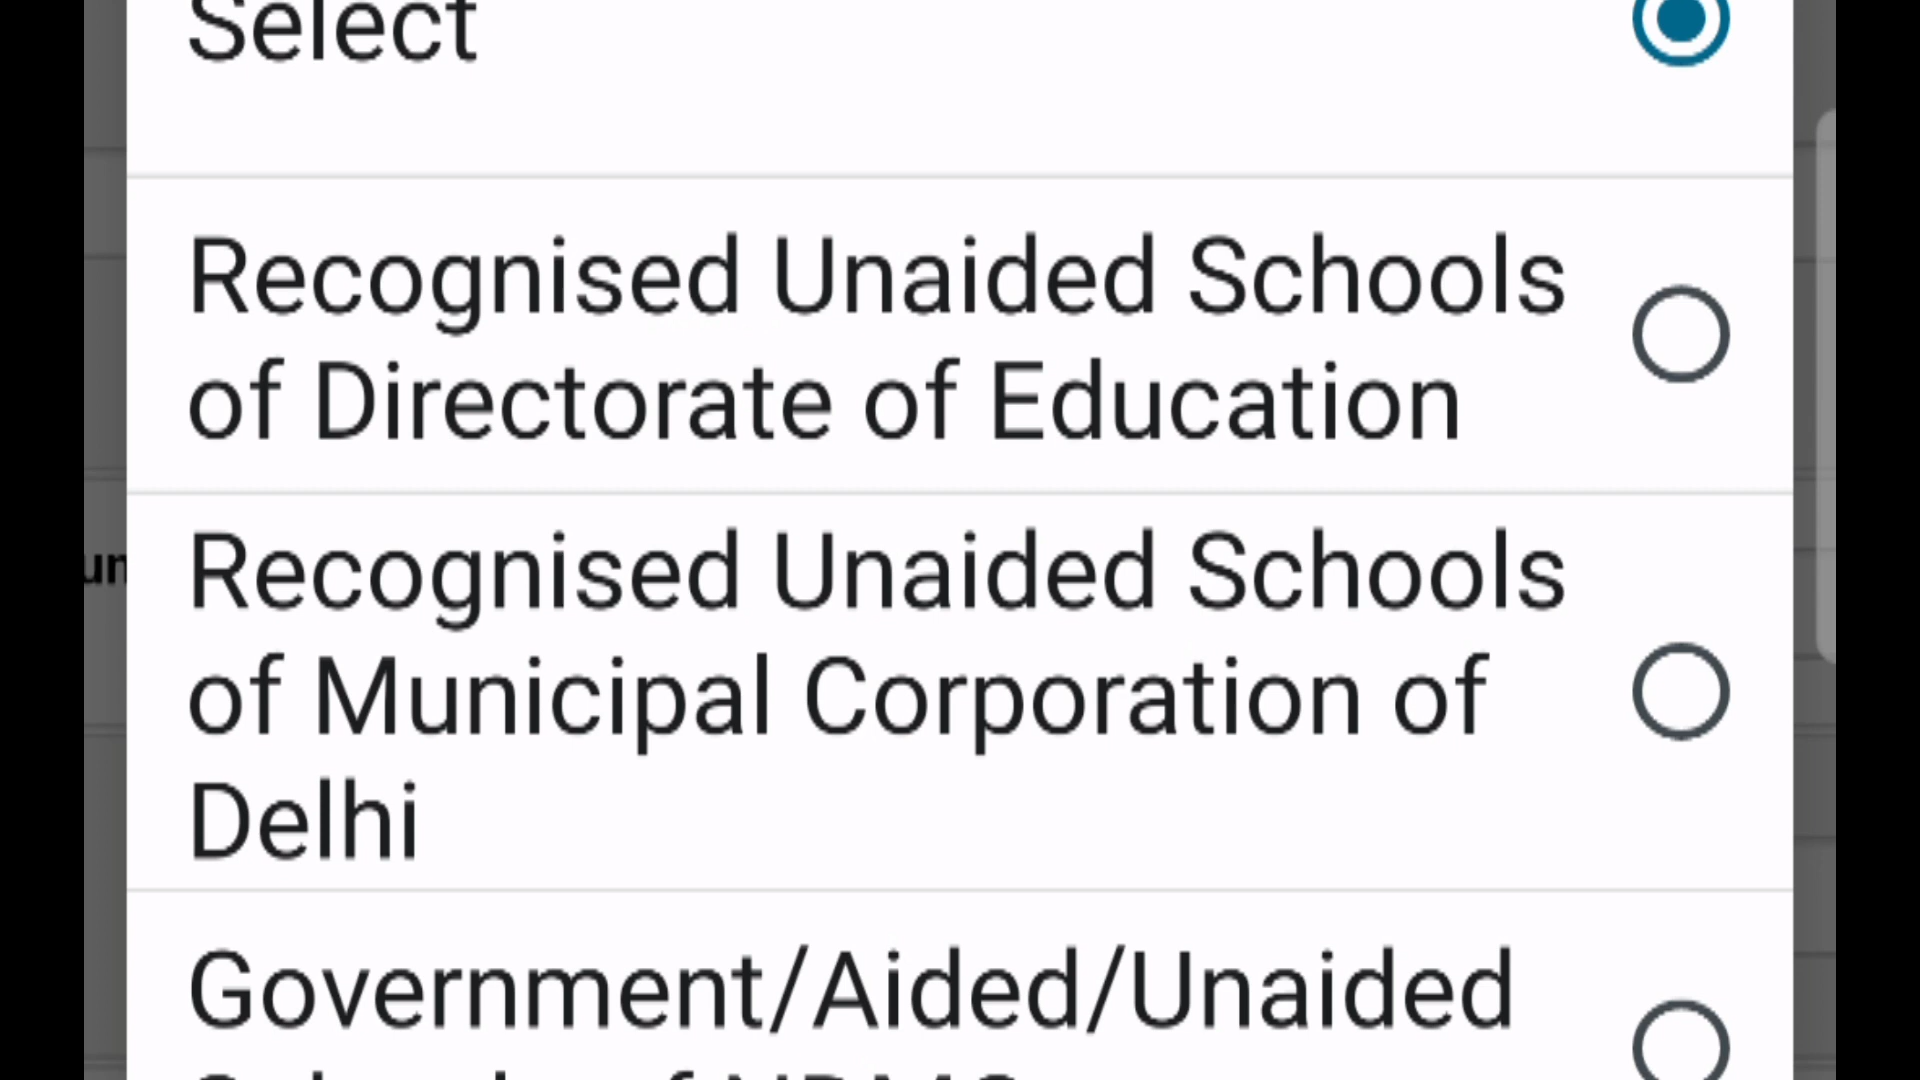 Select
Recognised Unaided Schools
of Directorate of Education
un
Recognised Unaided Schools
of Municipal Corporation of
Delhi
Government/Aided/Unaided